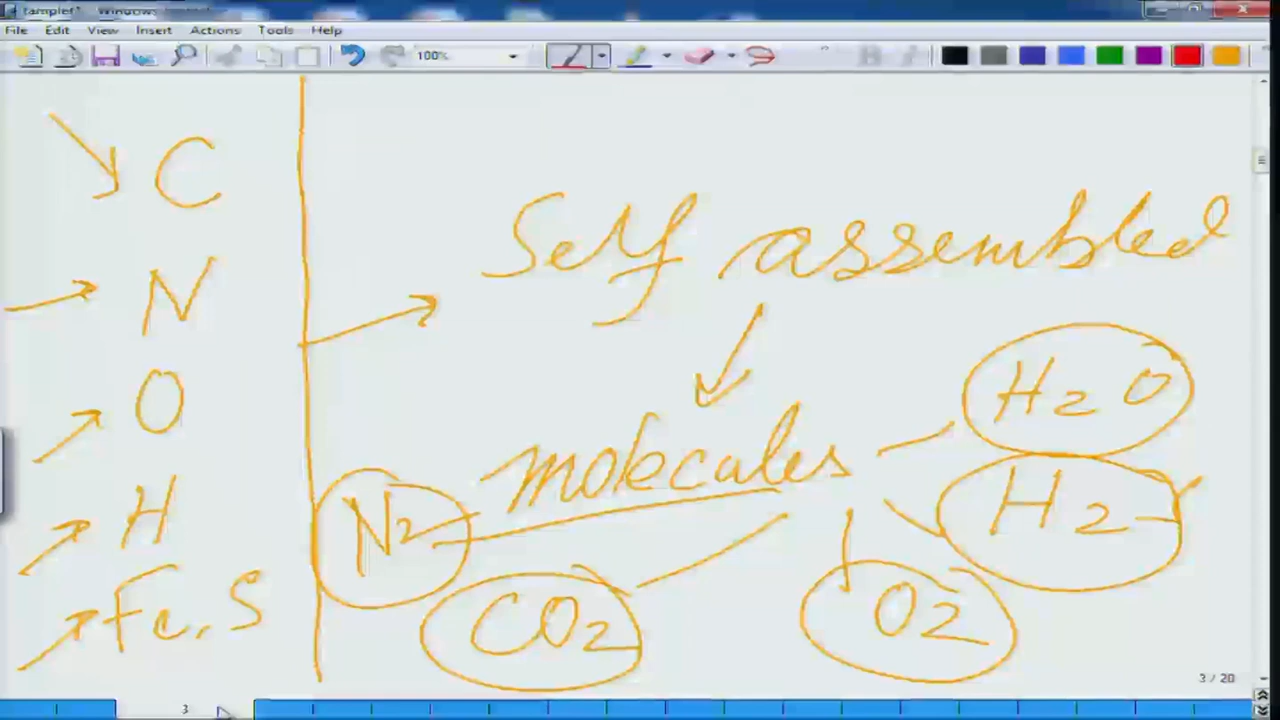 File Edit View Insert Actions Tools Help
100%
C
N
O
H
Fe, S
Self assembled
molecules
H2O
H2
N2
CO2
O2
3 / 20
3